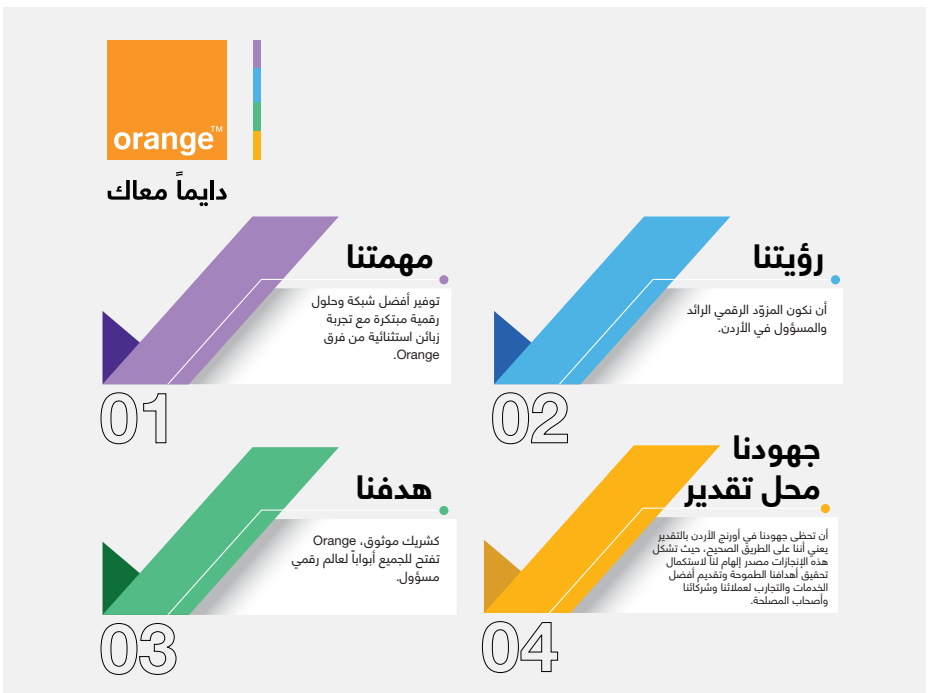 orange™
دايماً معاك
مهمتنا
توفير أفضل شبكة وحلول
رقمية مبتكرة مع تجربة
زبائن استثنائية من فرق
Orange.
01
رؤيتنا
أن نكون المزوّد الرقمي الرائد
والمسؤول في الأردن.
02
هدفنا
كشريك موثوق، Orange
تفتح للجميع أبواباً لعالم رقمي
مسؤول.
03
جهودنا
محل تقدير
أن تحظى جهودنا في أورنج الأردن بالتقدير
يعني أننا على الطريق الصحيح، حيث تشكل
هذه الإنجازات مصدر إلهام لنا لاستكمال
تحقيق أهدافنا الطموحة وتقديم أفضل
الخدمات والتجارب لعملائنا وشركائنا
وأصحاب المصلحة.
04